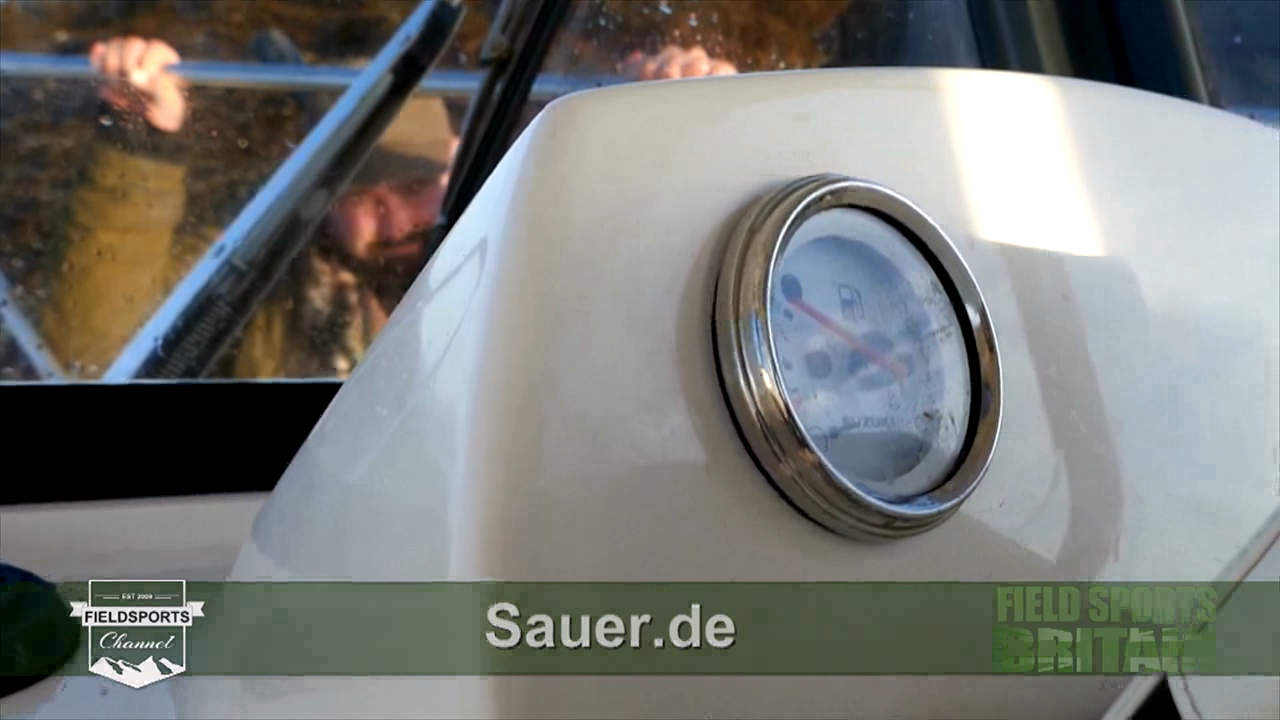 SUZUKI
EST 2009
FIELDSPORTS
Channel
Sauer.de
FIELD SPORTS
BRITAIN